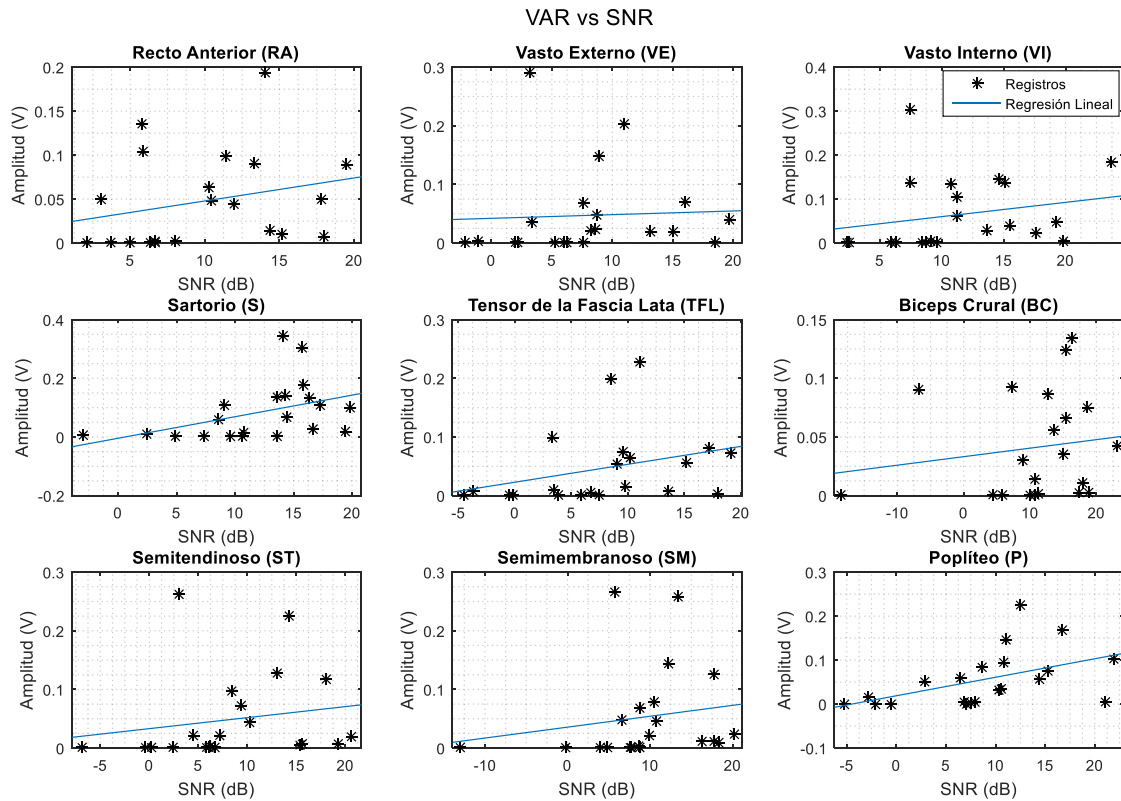 VAR vs SNR
Recto Anterior (RA)
0.2
0.15
0.1
0.05
0
Amplitud (V)
5 10 15 20
SNR (dB)
Vasto Externo (VE)
0.3
0.2
0.1
0
Amplitud (V)
0 5 10 15 20
SNR (dB)
Vasto Interno (VI)
0.4
0.3
0.2
0.1
0
Amplitud (V)
5 10 15 20
SNR (dB)
Registros
Regresión Lineal
Sartorio (S)
0.4
0.2
0
-0.2
Amplitud (V)
0 5 10 15 20
SNR (dB)
Tensor de la Fascia Lata (TFL)
0.3
0.2
0.1
0
Amplitud (V)
-5 0 5 10 15 20
SNR (dB)
Biceps Crural (BC)
0.15
0.1
0.05
0
Amplitud (V)
-10 0 10 20
SNR (dB)
Semitendinoso (ST)
0.3
0.2
0.1
0
Amplitud (V)
-5 0 5 10 15 20
SNR (dB)
Semimembranoso (SM)
0.3
0.2
0.1
0
Amplitud (V)
-10 0 10 20
SNR (dB)
Poplíteo (P)
0.3
0.2
0.1
0
-0.1
Amplitud (V)
-5 0 5 10 15 20
SNR (dB)